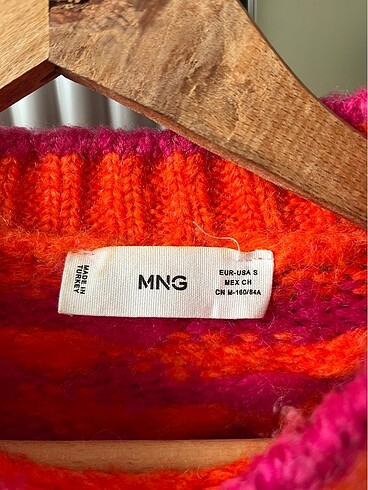 MADE IN
TURKEY
MNG
EUR-USA S
MEX CH
CN M-160/84A